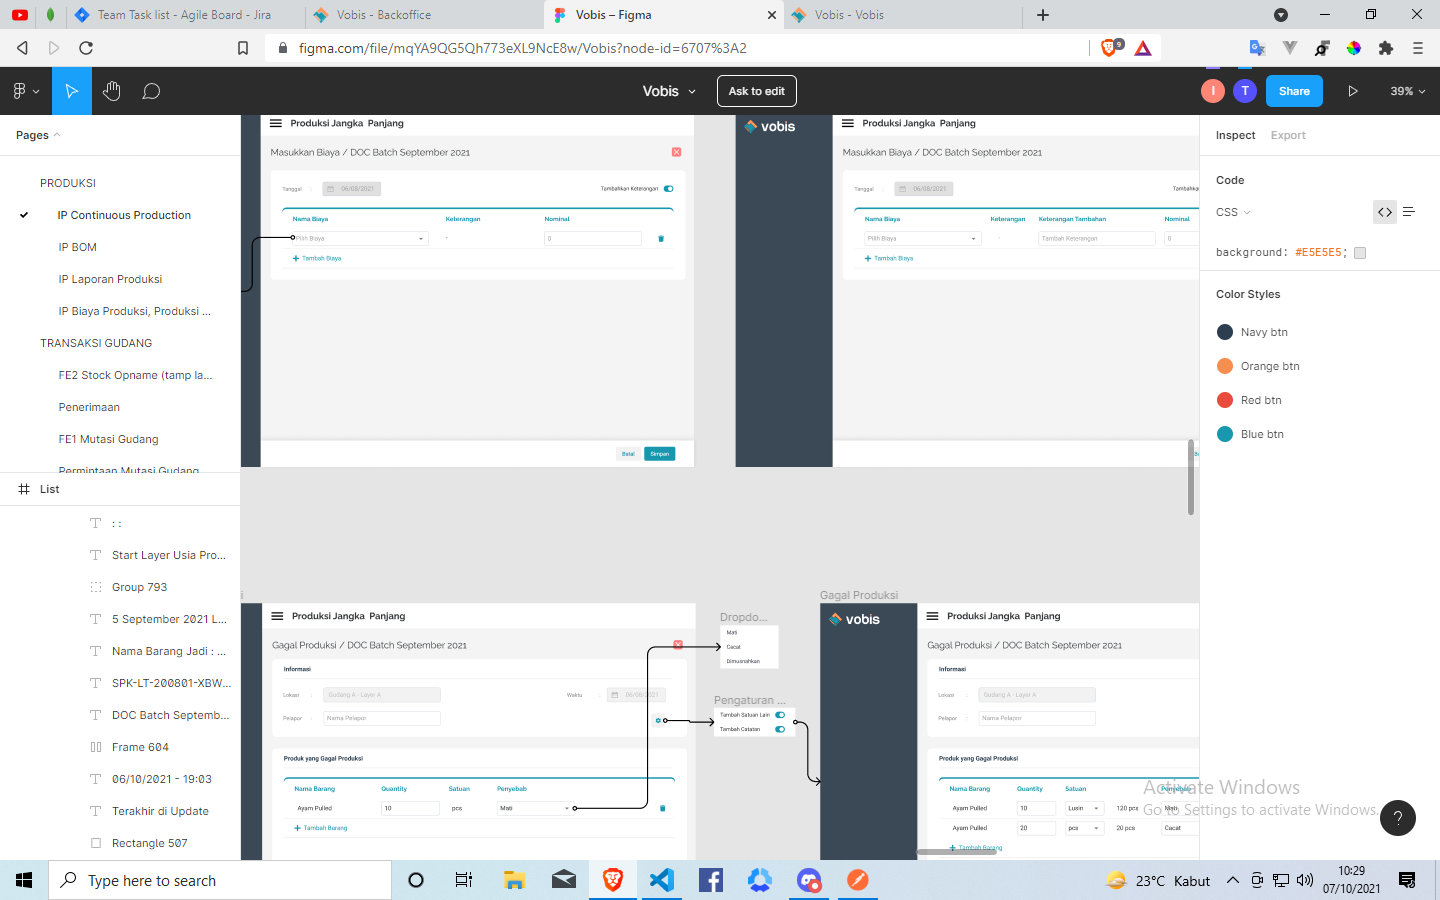 Team Task list - Agile Board - Jira
Vobis - Backoffice
Vobis – Figma
Vobis - Vobis
figma.com/file/mqYA9QG5Qh773eXL9NcE8w/Vobis?node-id=6707%3A2
9
Vobis
Ask to edit
I
T
Share
39%
Pages
PRODUKSI
IP Continuous Production
IP BOM
IP Laporan Produksi
IP Biaya Produksi, Produksi ...
TRANSAKSI GUDANG
FE2 Stock Opname (tamp la...
Penerimaan
FE1 Mutasi Gudang
Permintaan Mutasi Gudang
List
: :
Start Layer Usia Pro...
Group 793
5 September 2021 L...
Nama Barang Jadi : ...
SPK-LT-200801-XBW...
DOC Batch Septemb...
Frame 604
06/10/2021 - 19:03
Terakhir di Update
Rectangle 507
Produksi Jangka Panjang
Masukkan Biaya / DOC Batch September 2021
Tanggal :
06/08/2021
Tambahkan Keterangan
Nama Biaya
Keterangan
Nominal
Pilih Biaya
-
0
+ Tambah Biaya
Batal
Simpan
vobis
Produksi Jangka Panjang
Masukkan Biaya / DOC Batch September 2021
Tanggal :
06/08/2021
Tambahka
Nama Biaya
Keterangan
Keterangan Tambahan
Nominal
Pilih Biaya
-
Tambah Keterangan
0
+ Tambah Biaya
Ba
i
Produksi Jangka Panjang
Gagal Produksi / DOC Batch September 2021
Informasi
Lokasi :
Gudang A - Layer A
Waktu :
06/08/2021
Pelapor :
Nama Pelapor
Produk yang Gagal Produksi
Nama Barang
Quantity
Satuan
Penyebab
Ayam Pulled
10
pcs
Mati
+ Tambah Barang
Dropdo...
Mati
Cacat
Dimusnahkan
Pengaturan ...
Tambah Satuan Lain
Tambah Catatan
Gagal Produksi
vobis
Produksi Jangka Panjang
Gagal Produksi / DOC Batch September 2021
Informasi
Lokasi :
Gudang A - Layer A
Pelapor :
Nama Pelapor
Produk yang Gagal Produksi
Nama Barang
Quantity
Satuan
Penyebab
Ayam Pulled
10
Lusin
120 pcs
Mati
Ayam Pulled
20
pcs
20 pcs
Cacat
+ Tambah Barang
Inspect
Export
Code
CSS
background: #E5E5E5;
Color Styles
Navy btn
Orange btn
Red btn
Blue btn
Activate Windows
Go to Settings to activate Windows.
?
Type here to search
23°C Kabut
10:29
07/10/2021